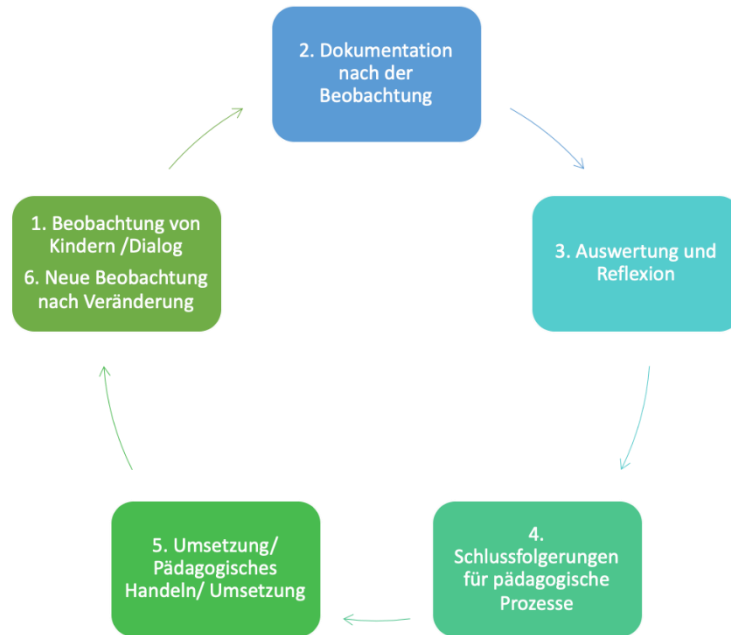 2. Dokumentation
nach der
Beobachtung
1. Beobachtung von
Kindern /Dialog
6. Neue Beobachtung
nach Veränderung
3. Auswertung und
Reflexion
5. Umsetzung/
Pädagogisches
Handeln/ Umsetzung
4.
Schlussfolgerungen
für pädagogische
Prozesse